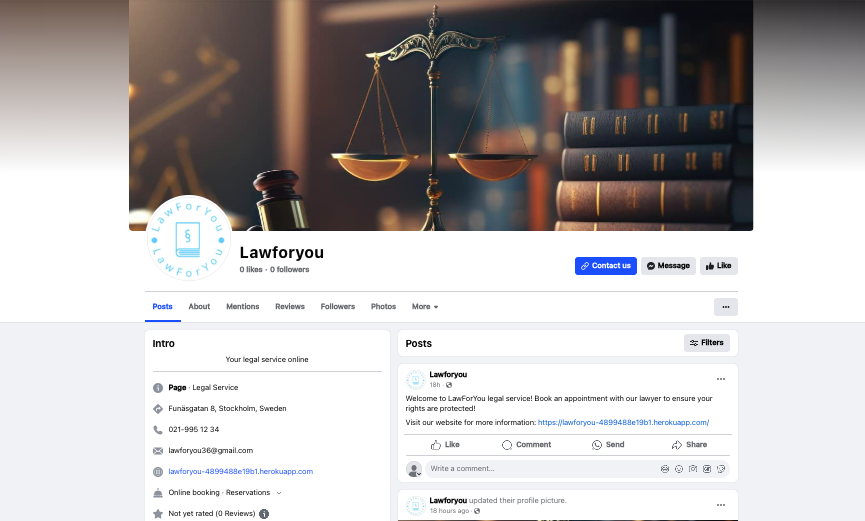 LawForYou
LawForYou
§
Lawforyou
0 likes · 0 followers
Contact us
Message
Like
Posts
About
Mentions
Reviews
Followers
Photos
More
Intro
Your legal service online
Page · Legal Service
Funäsgatan 8, Stockholm, Sweden
021-995 12 34
lawforyou36@gmail.com
lawforyou-4899488e19b1.herokuapp.com
Online booking · Reservations
Not yet rated (0 Reviews)
Posts
Filters
Lawforyou
18h ·
Welcome to LawForYou legal service! Book an appointment with our lawyer to ensure your
rights are protected!
Visit our website for more information: https://lawforyou-4899488e19b1.herokuapp.com/
Like
Comment
Send
Share
Write a comment...
Lawforyou updated their profile picture.
18 hours ago ·